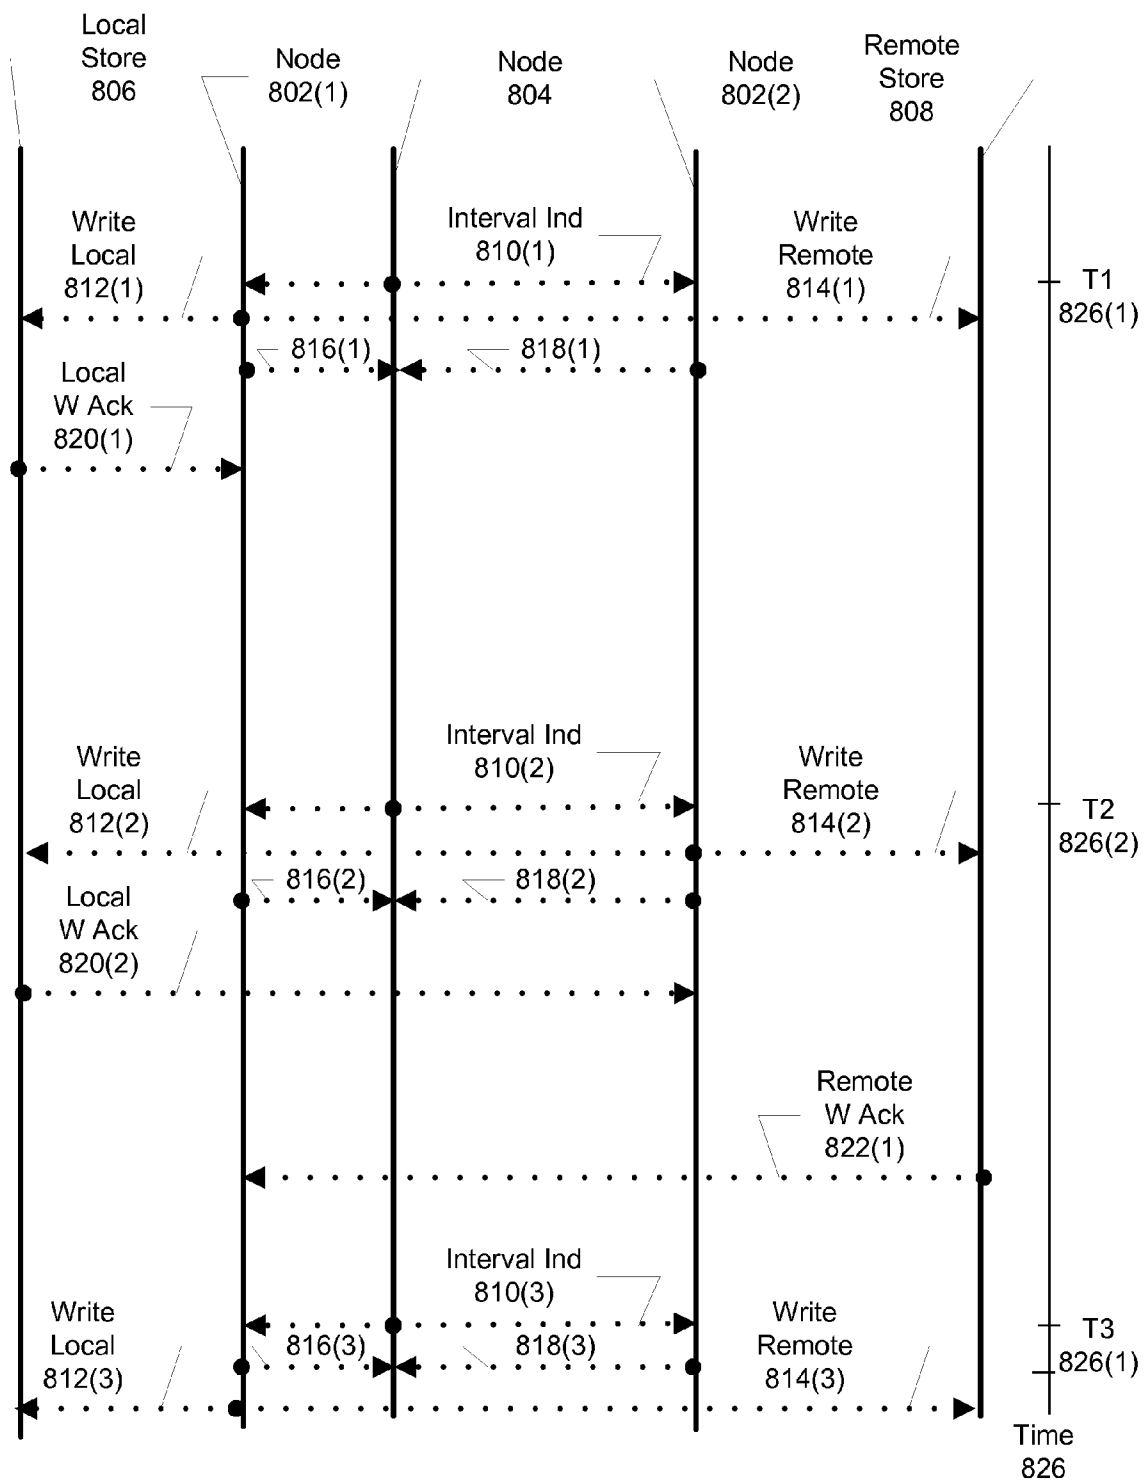 Local
Store
806
Node
802(1)
Node
804
Node
802(2)
Remote
Store
808
Write
Local
812(1)
Interval Ind
810(1)
Write
Remote
814(1)
T1
826(1)
816(1)
818(1)
Local
W Ack
820(1)
Write
Local
812(2)
Interval Ind
810(2)
Write
Remote
814(2)
T2
826(2)
816(2)
818(2)
Local
W Ack
820(2)
Remote
W Ack
822(1)
Interval Ind
810(3)
Write
Local
812(3)
816(3)
818(3)
Write
Remote
814(3)
T3
826(1)
Time
826